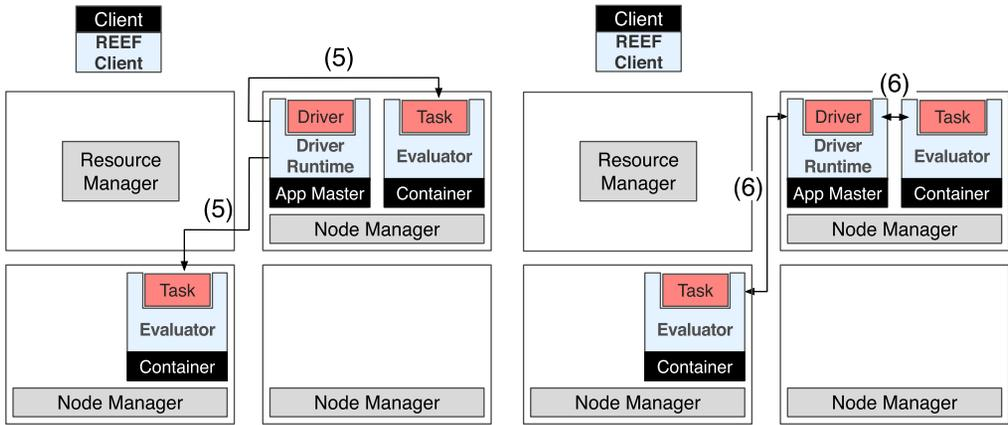 Client
REEF
Client
(5)
Resource
Manager
Driver
Driver
Runtime
App Master
Task
Evaluator
Container
Node Manager
(5)
Task
Evaluator
Container
Node Manager
Node Manager
Client
REEF
Client
Resource
Manager
(6)
Driver
Driver
Runtime
App Master
Task
Evaluator
Container
Node Manager
(6)
Task
Evaluator
Container
Node Manager
Node Manager